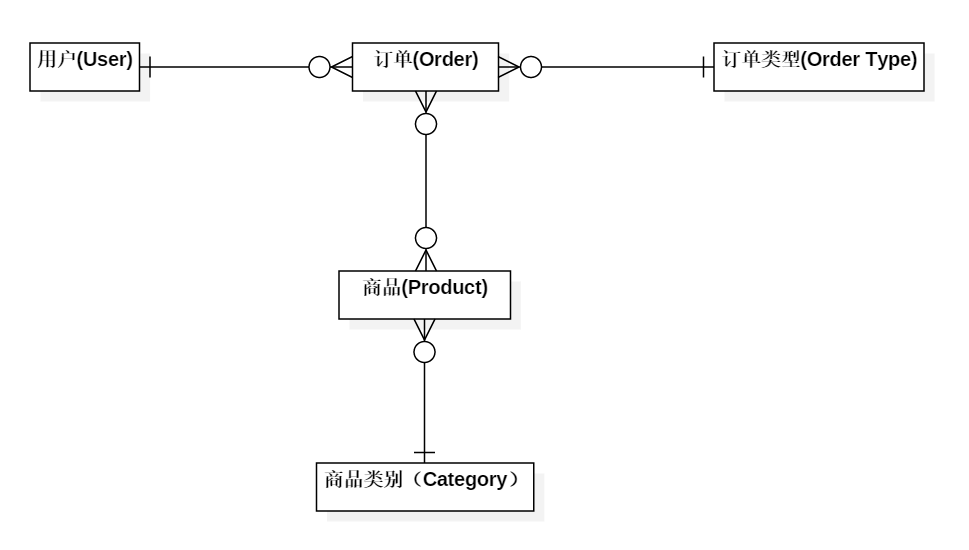 用户(User)
订单(Order)
订单类型(Order Type)
商品(Product)
商品类别（Category）